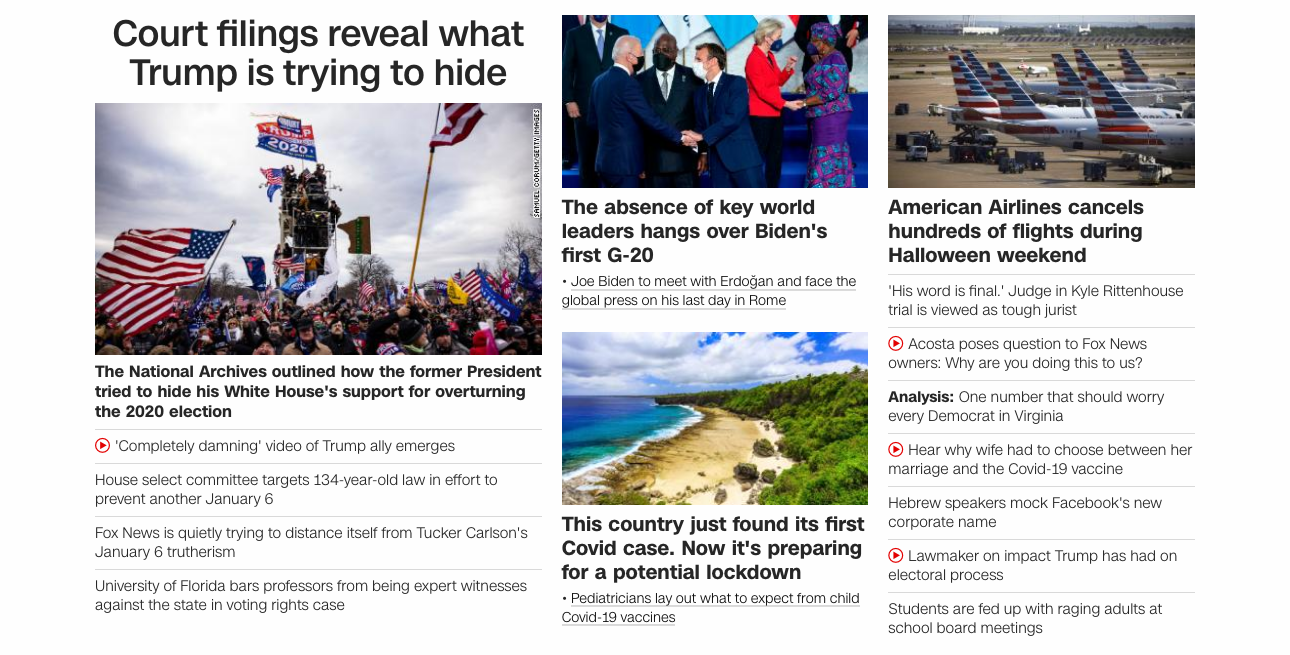 Court filings reveal what
Trump is trying to hide
TRUMP
2020
SAMUEL CORUM/GETTY IMAGES
TRUMP
The National Archives outlined how the former President
tried to hide his White House's support for overturning
the 2020 election
'Completely damning' video of Trump ally emerges
House select committee targets 134-year-old law in effort to
prevent another January 6
Fox News is quietly trying to distance itself from Tucker Carlson's
January 6 trutherism
University of Florida bars professors from being expert witnesses
against the state in voting rights case
The absence of key world
leaders hangs over Biden's
first G-20
• Joe Biden to meet with Erdoğan and face the
global press on his last day in Rome
This country just found its first
Covid case. Now it's preparing
for a potential lockdown
• Pediatricians lay out what to expect from child
Covid-19 vaccines
American Airlines cancels
hundreds of flights during
Halloween weekend
'His word is final.' Judge in Kyle Rittenhouse
trial is viewed as tough jurist
Acosta poses question to Fox News
owners: Why are you doing this to us?
Analysis: One number that should worry
every Democrat in Virginia
Hear why wife had to choose between her
marriage and the Covid-19 vaccine
Hebrew speakers mock Facebook's new
corporate name
Lawmaker on impact Trump has had on
electoral process
Students are fed up with raging adults at
school board meetings